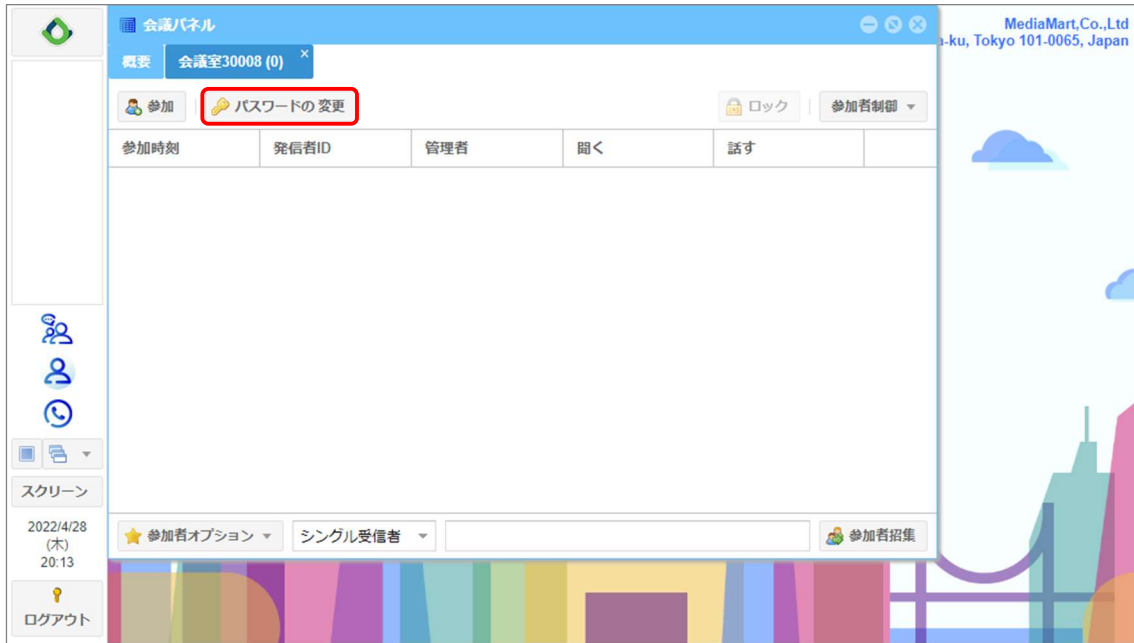 会議パネル
MediaMart,Co.,Ltd
a-ku, Tokyo 101-0065, Japan
概要
会議室30008 (0)
参加
パスワードの 変更
ロック
参加者制御
参加時刻
発信者ID
管理者
聞く
話す
スクリーン
2022/4/28
(木)
20:13
参加者オプション
シングル受信者
参加者招集
ログアウト